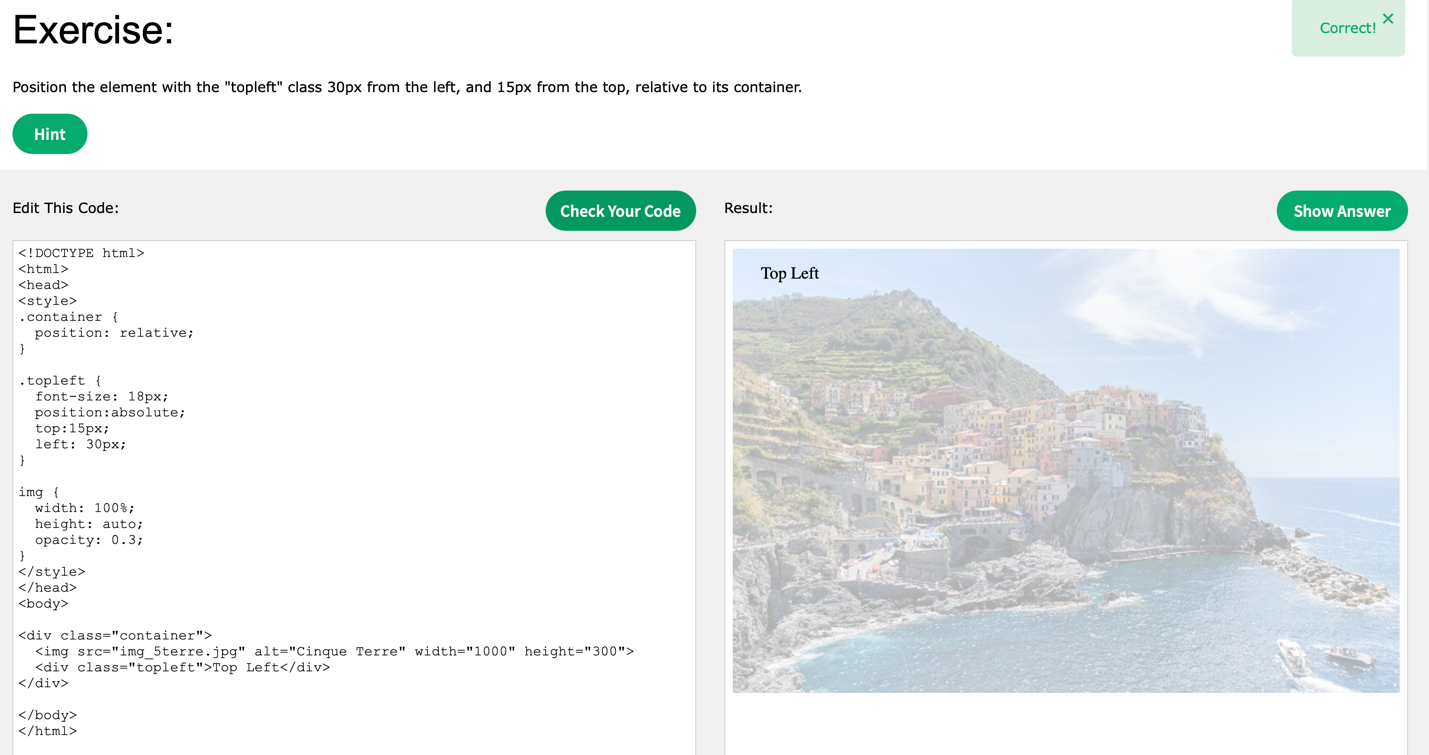 Exercise:
Correct!
×
Position the element with the "topleft" class 30px from the left, and 15px from the top, relative to its container.
Hint
Edit This Code:
Check Your Code
<!DOCTYPE html>
<html>
<head>
<style>
.container {
  position: relative;
}

.topleft {
  font-size: 18px;
  position:absolute;
  top:15px;
  left: 30px;
}

img {
  width: 100%;
  height: auto;
  opacity: 0.3;
}
</style>
</head>
<body>

<div class="container">
  <img src="img_5terre.jpg" alt="Cinque Terre" width="1000" height="300">
  <div class="topleft">Top Left</div>
</div>

</body>
</html>
Result:
Show Answer
Top Left